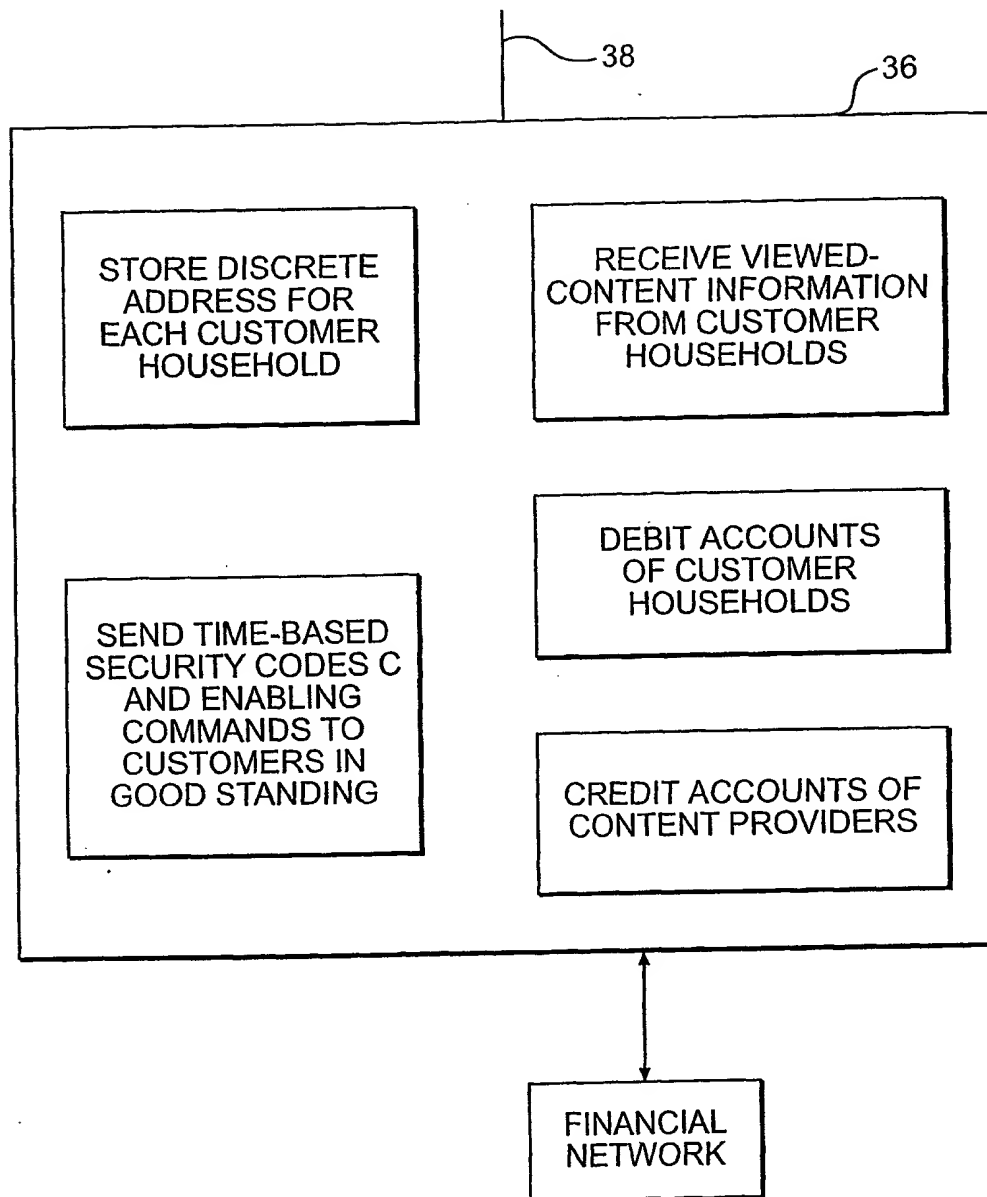 38
36
STORE DISCRETE
ADDRESS FOR
EACH CUSTOMER
HOUSEHOLD
RECEIVE VIEWED-
CONTENT INFORMATION
FROM CUSTOMER
HOUSEHOLDS
SEND TIME-BASED
SECURITY CODES C
AND ENABLING
COMMANDS TO
CUSTOMERS IN
GOOD STANDING
DEBIT ACCOUNTS
OF CUSTOMER
HOUSEHOLDS
CREDIT ACCOUNTS OF
CONTENT PROVIDERS
FINANCIAL
NETWORK